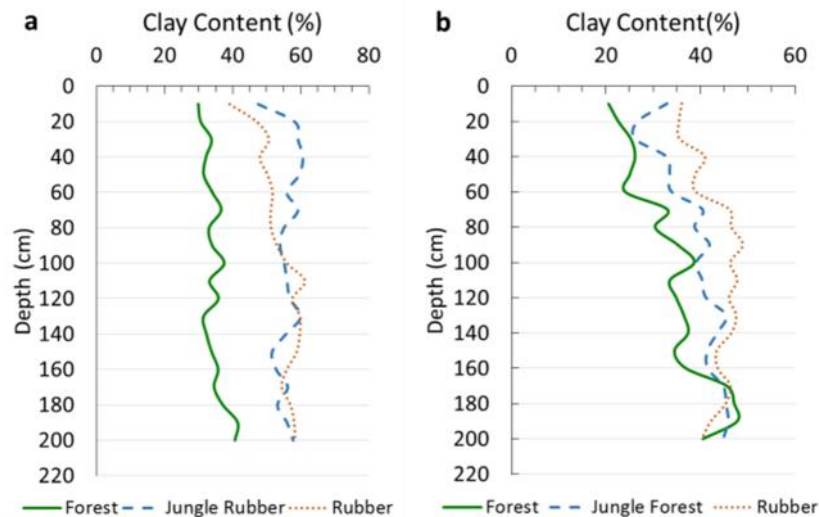 a
Clay Content (%)
0 20 40 60 80
0
20
40
60
80
100
120
140
160
180
200
220
Depth (cm)
Forest Jungle Rubber Rubber
b
Clay Content(%)
0 20 40 60
0
20
40
60
80
100
120
140
160
180
200
220
Depth (cm)
Forest Jungle Forest Rubber